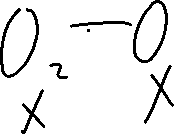 O₂ - O
X X